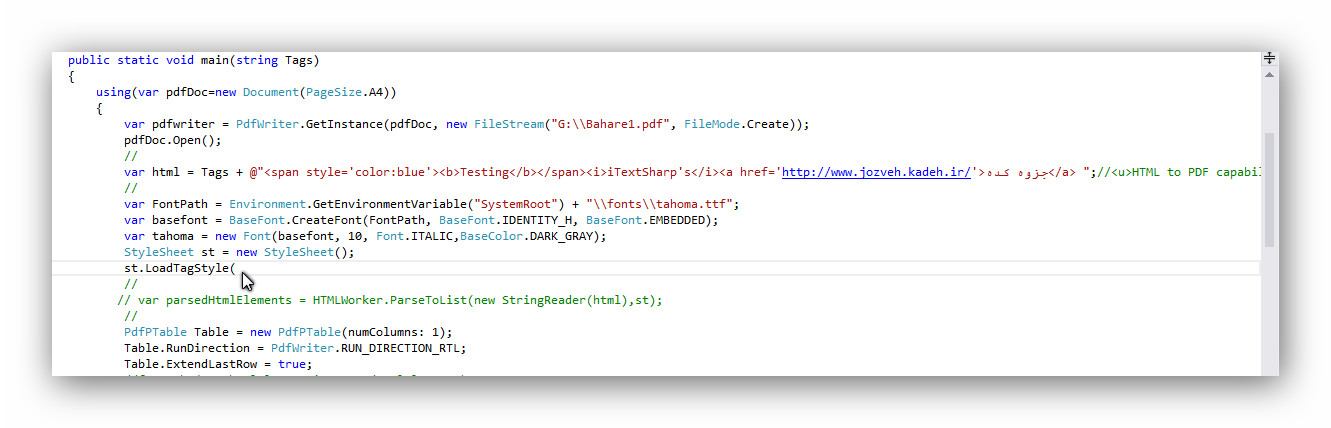 public static void main(string Tags)
{
using(var pdfDoc=new Document(PageSize.A4))
{
var pdfwriter = PdfWriter.GetInstance(pdfDoc, new FileStream("G:\\Bahare1.pdf", FileMode.Create));
pdfDoc.Open();
//
var html = Tags + @"<span style='color:blue'><b>Testing</b></span><i>iTextSharp's</i><a href='http://www.jozveh.kadeh.ir/'>جزوه کده</a> ";//<u>HTML to PDF capabil
//
var FontPath = Environment.GetEnvironmentVariable("SystemRoot") + "\\fonts\\tahoma.ttf";
var basefont = BaseFont.CreateFont(FontPath, BaseFont.IDENTITY_H, BaseFont.EMBEDDED);
var tahoma = new Font(basefont, 10, Font.ITALIC,BaseColor.DARK_GRAY);
StyleSheet st = new StyleSheet();
st.LoadTagStyle(
//
// var parsedHtmlElements = HTMLWorker.ParseToList(new StringReader(html),st);
//
PdfPTable Table = new PdfPTable(numColumns: 1);
Table.RunDirection = PdfWriter.RUN_DIRECTION_RTL;
Table.ExtendLastRow = true;